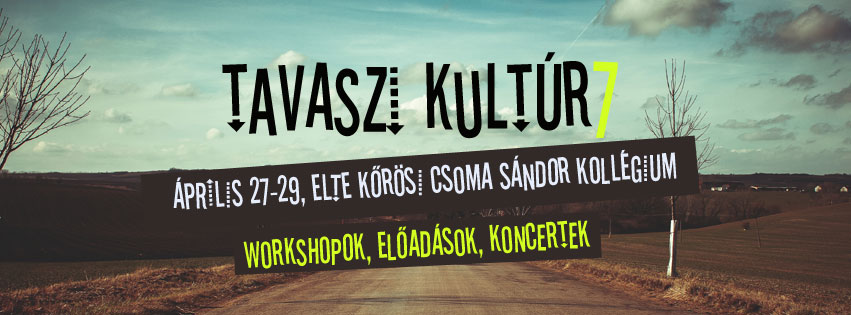 TAVASZI KULTÚR7
ÁPRILIS 27-29, ELTE KŐRÖSI CSOMA SÁNDOR KOLLÉGIUM
WORKSHOPOK, ELŐADÁSOK, KONCERTEK